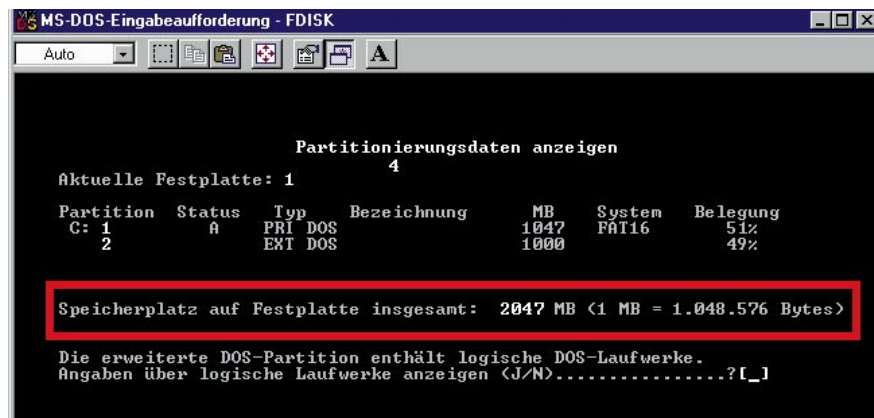 MS-DOS-Eingabeaufforderung - FDISK
Auto
A
Partitionierungsdaten anzeigen
4
Aktuelle Festplatte: 1
Partition Status Typ Bezeichnung MB System Belegung
C: 1 A PRI DOS 1047 FAT16 51%
2 EXT DOS 1000 49%
Speicherplatz auf Festplatte insgesamt: 2047 MB (1 MB = 1.048.576 Bytes)
Die erweiterte DOS-Partition enthält logische DOS-Laufwerke.
Angaben über logische Laufwerke anzeigen (J/N)................?[_]